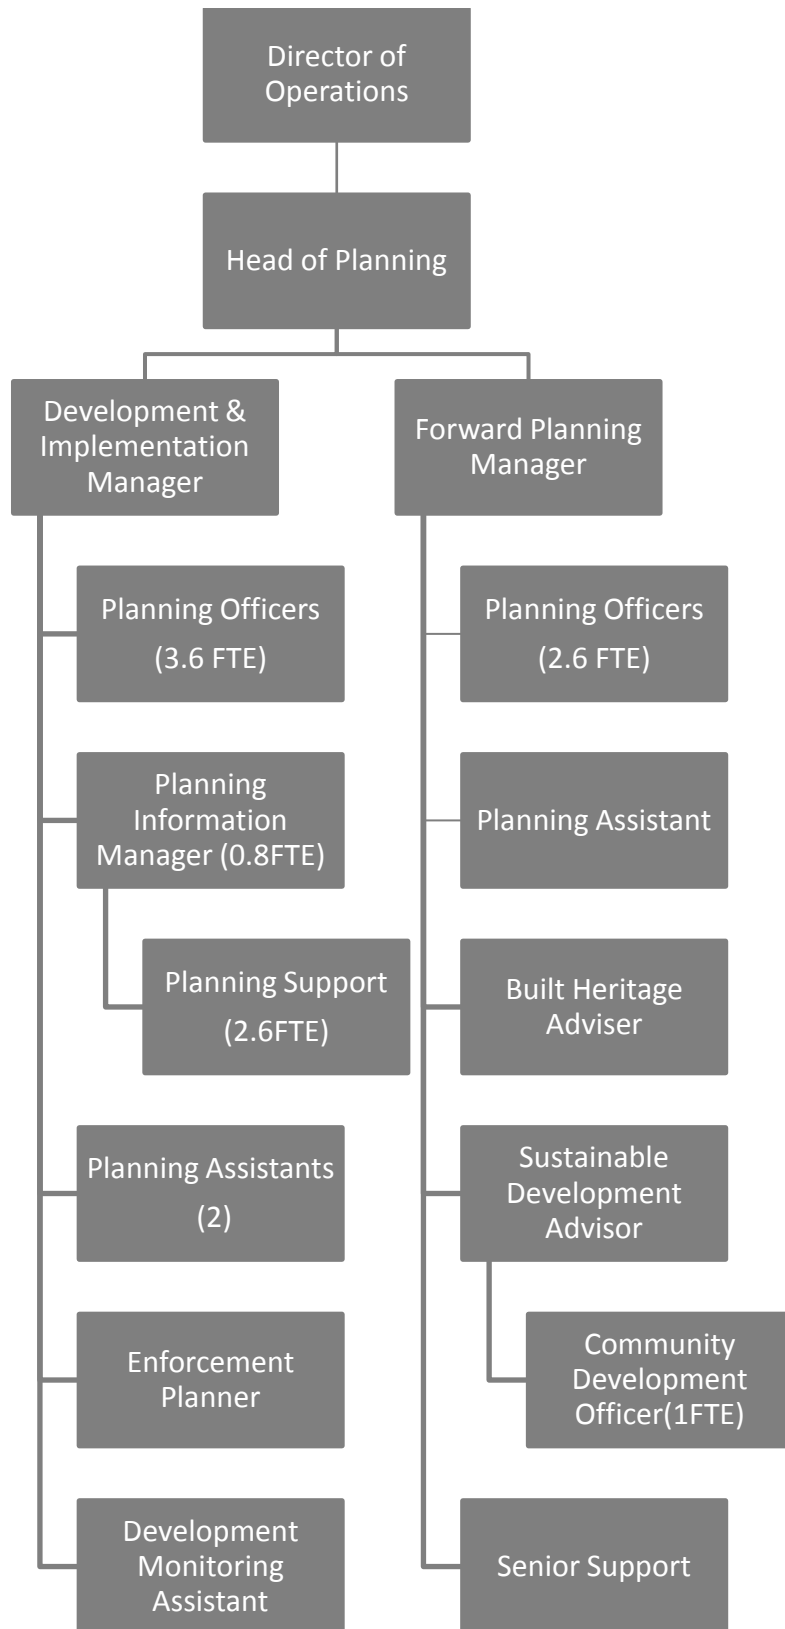 Director of
Operations
Head of Planning
Development &
Implementation
Manager
Planning Officers
(3.6 FTE)
Planning
Information
Manager (0.8FTE)
Planning Support
(2.6FTE)
Planning Assistants
(2)
Enforcement
Planner
Development
Monitoring
Assistant
Forward Planning
Manager
Planning Officers
(2.6 FTE)
Planning Assistant
Built Heritage
Adviser
Sustainable
Development
Advisor
Community
Development
Officer(1FTE)
Senior Support